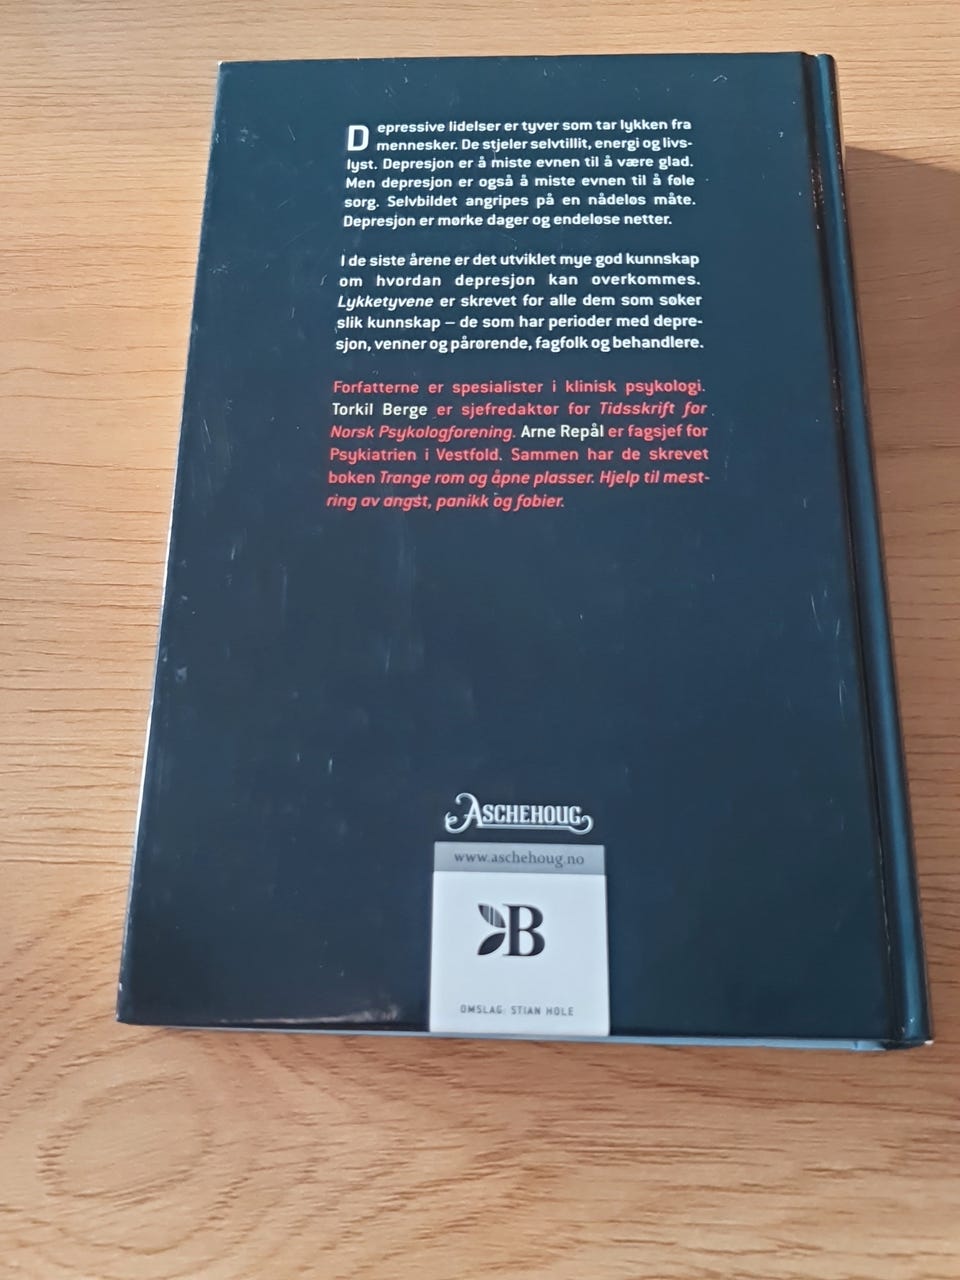 Depressive lidelser er tyver som tar lykken fra
mennesker. De stjeler selvtillit, energi og livs-
lyst. Depresjon er å miste evnen til å være glad.
Men depresjon er også å miste evnen til å føle
sorg. Selvbildet angripes på en nådeløs måte.
Depresjon er mørke dager og endeløse netter.
I de siste årene er det utviklet mye god kunnskap
om hvordan depresjon kan overkommes.
Lykketyvene er skrevet for alle dem som søker
slik kunnskap – de som har perioder med depre-
sjon, venner og pårørende, fagfolk og behandlere.
Forfatterne er spesialister i klinisk psykologi.
Torkil Berge er sjefredaktør for Tidsskrift for
Norsk Psykologforening. Arne Repål er fagsjef for
Psykiatrien i Vestfold. Sammen har de skrevet
boken Trange rom og åpne plasser. Hjelp til mest-
ring av angst, panikk og fobier.
ASCHEHOUG
www.aschehoug.no
B
OMSLAG: STIAN HOLE